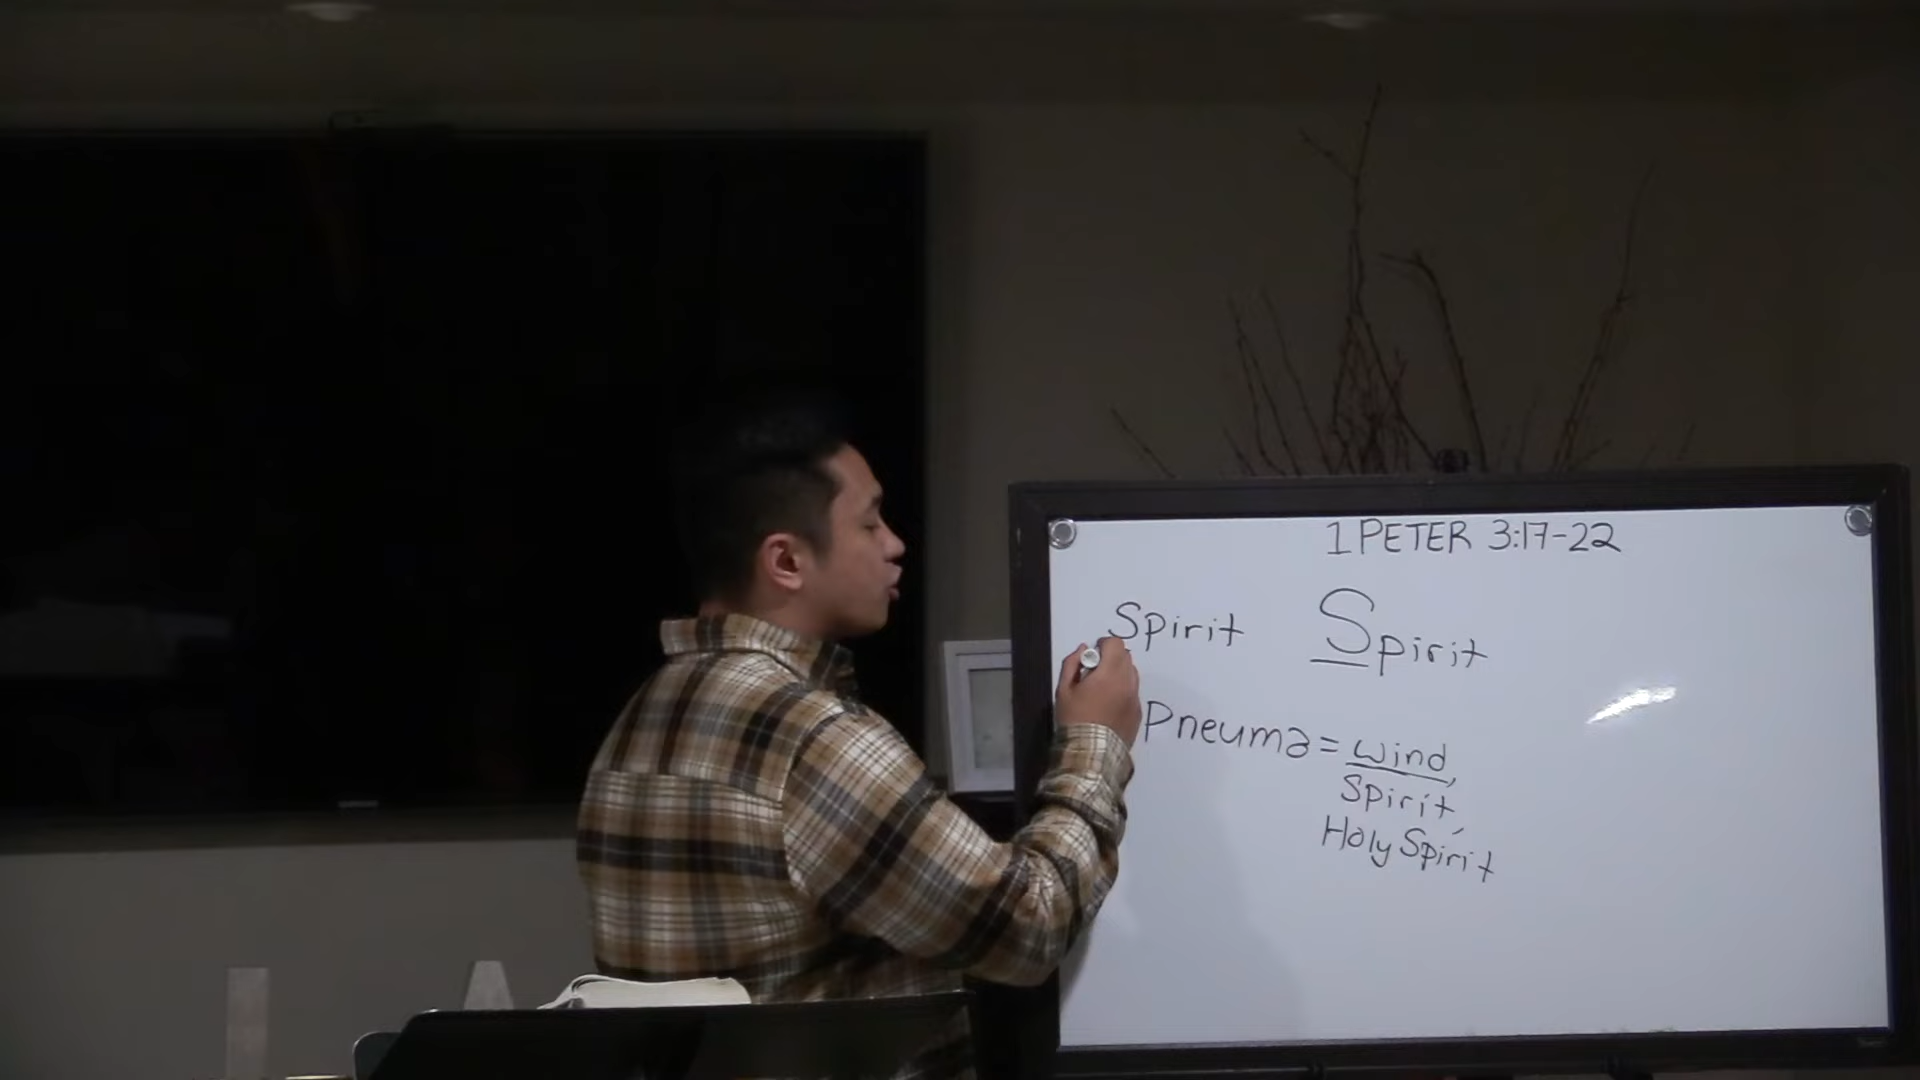 1 PETER 3:17-22
Spirit Spirit
Pneuma = wind,
Spirit,
Holy Spirit